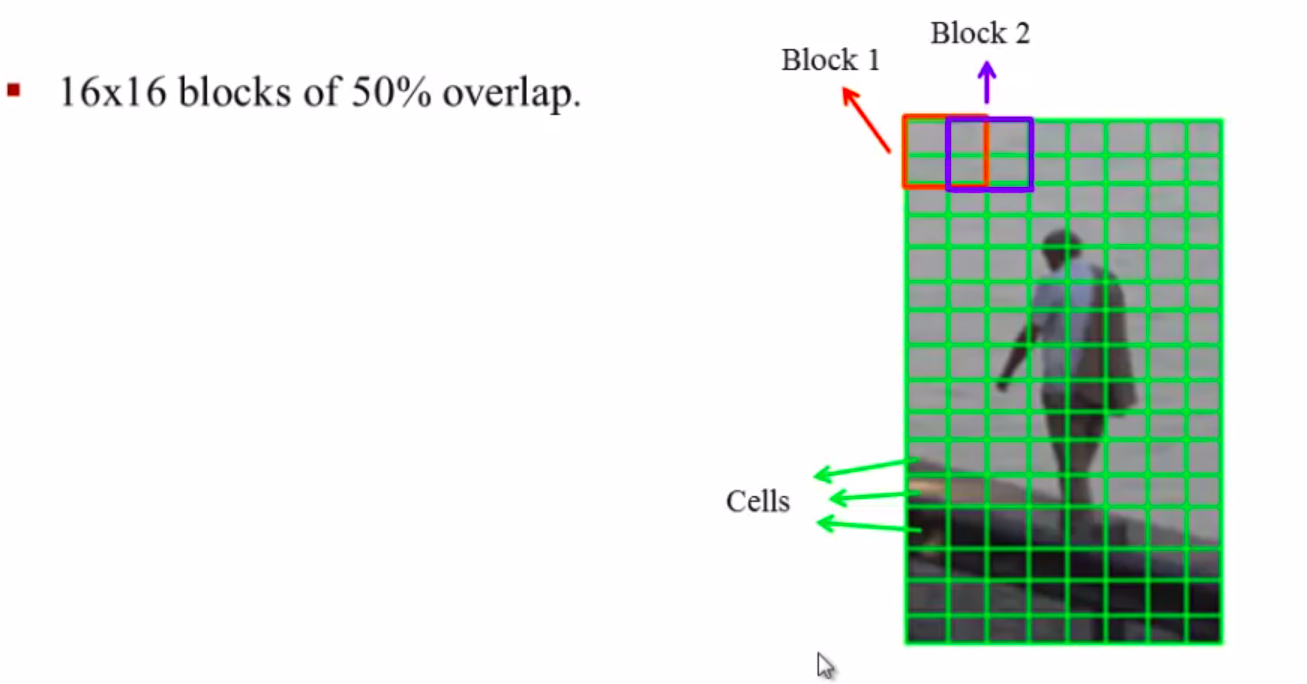 16x16 blocks of 50% overlap.
Block 1
Block 2
Cells